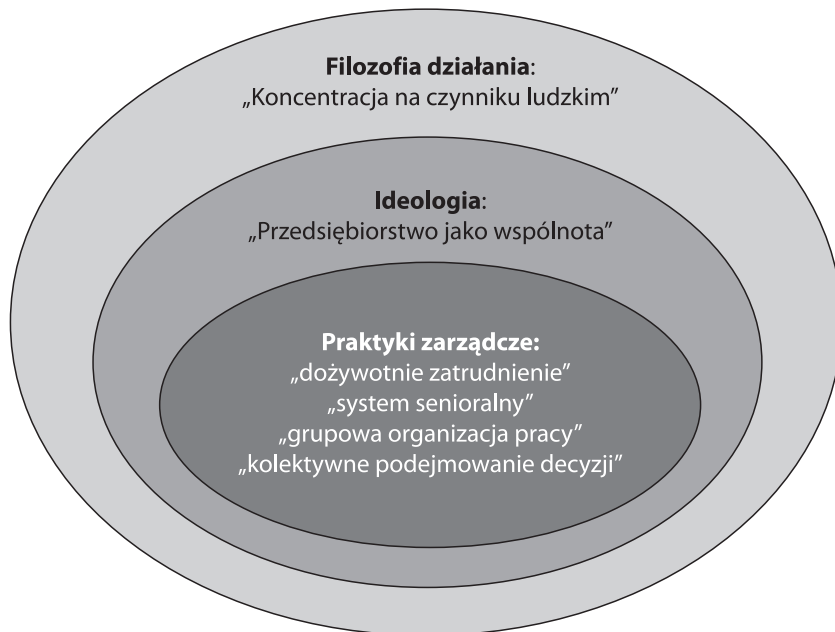 Filozofia działania:
„Koncentracja na czynniku ludzkim”
Ideologia:
„Przedsiębiorstwo jako wspólnota”
Praktyki zarządcze:
„dożywotnie zatrudnienie”
„system senioralny”
„grupowa organizacja pracy”
„kolektywne podejmowanie decyzji”